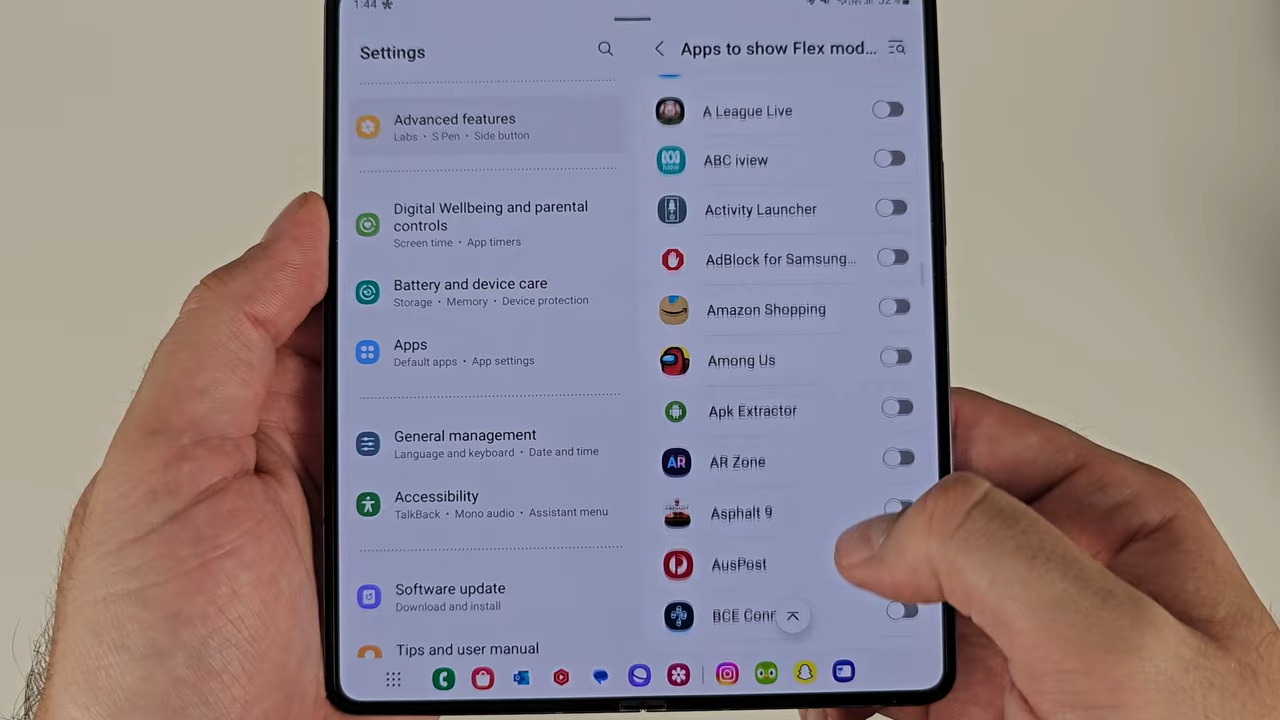 1:44
Settings
Advanced features
Labs • S Pen • Side button
Digital Wellbeing and parental
controls
Screen time • App timers
Battery and device care
Storage • Memory • Device protection
Apps
Default apps • App settings
General management
Language and keyboard • Date and time
Accessibility
TalkBack • Mono audio • Assistant menu
Software update
Download and install
Tips and user manual
Apps to show Flex mod...
A League Live
ABC iview
Activity Launcher
AdBlock for Samsung...
Amazon Shopping
Among Us
Apk Extractor
AR
AR Zone
Asphalt 9
AusPost
BCE